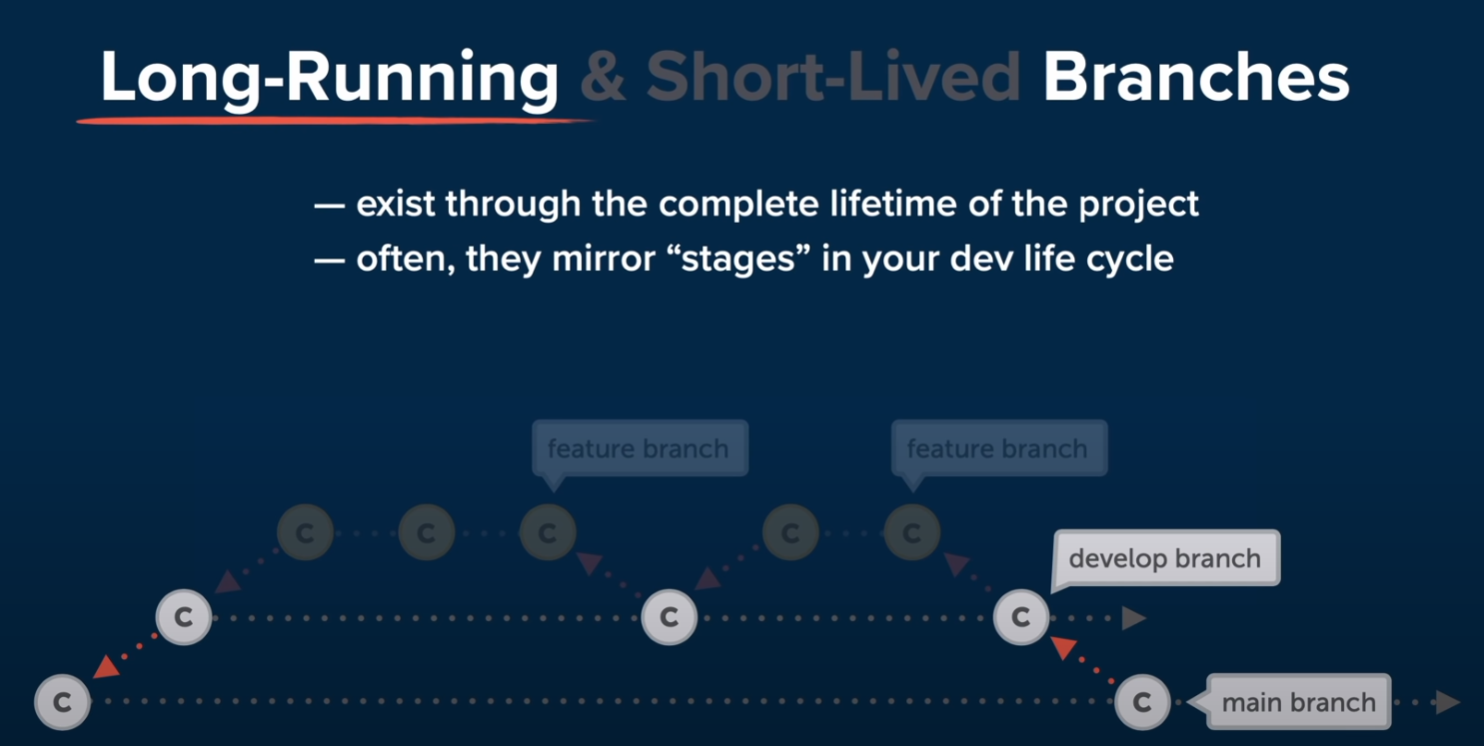 Long-Running & Short-Lived Branches
— exist through the complete lifetime of the project
— often, they mirror “stages” in your dev life cycle
feature branch
feature branch
C
C
C
C
C
develop branch
C
C
C
C
C
main branch